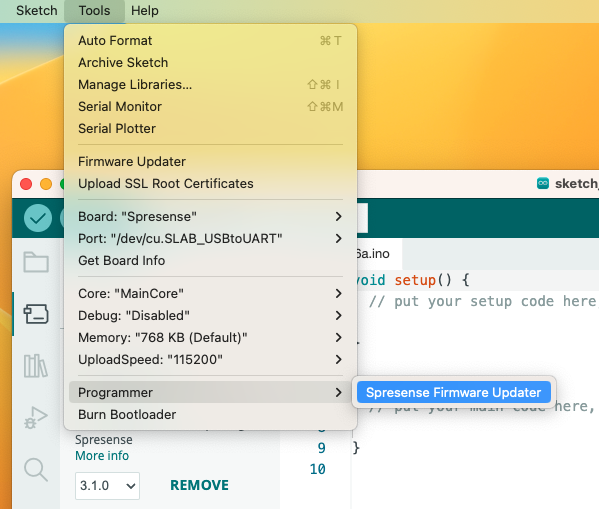 Sketch Tools Help
Auto Format ⌘T
Archive Sketch
Manage Libraries... ⇧⌘I
Serial Monitor ⇧⌘M
Serial Plotter
Firmware Updater
Upload SSL Root Certificates
sketch_
Board: "Spresense"
Port: "/dev/cu.SLAB_USBtoUART"
Get Board Info
6a.ino
void setup() {
// put your setup code here
Core: "MainCore"
Debug: "Disabled"
Memory: "768 KB (Default)"
UploadSpeed: "115200"
Programmer
Spresense Firmware Updater
Burn Bootloader
// put your main code here,
Spresense
More info
9 }
10
3.1.0
REMOVE